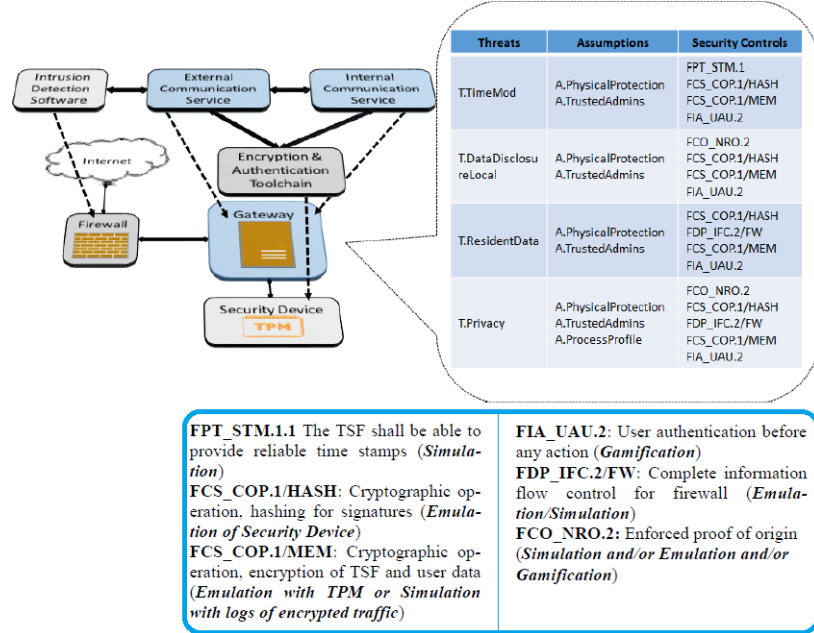 Intrusion
Detection
Software
External
Communication
Service
Internal
Communication
Service
Internet
Encryption &
Authentication
Toolchain
Firewall
Gateway
Security Device
TPM
Threats Assumptions Security Controls
T.TimeMod
A.PhysicalProtection
A.TrustedAdmins
FPT_STM.1
FCS_COP.1/HASH
FCS_COP.1/MEM
FIA_UAU.2
T.DataDisclosu
reLocal
A.PhysicalProtection
A.TrustedAdmins
FCO_NRO.2
FCS_COP.1/HASH
FCS_COP.1/MEM
FIA_UAU.2
T.ResidentData
A.PhysicalProtection
A.TrustedAdmins
FCS_COP.1/HASH
FDP_IFC.2/FW
FCS_COP.1/MEM
FIA_UAU.2
T.Privacy
A.PhysicalProtection
A.TrustedAdmins
A.ProcessProfile
FCO_NRO.2
FCS_COP.1/HASH
FDP_IFC.2/FW
FCS_COP.1/MEM
FIA_UAU.2
FPT_STM.1.1 The TSF shall be able to
provide reliable time stamps (Simula-
tion)
FCS_COP.1/HASH: Cryptographic op-
eration, hashing for signatures (Emula-
tion of Security Device)
FCS_COP.1/MEM: Cryptographic op-
eration, encryption of TSF and user data
(Emulation with TPM or Simulation
with logs of encrypted traffic)
FIA_UAU.2: User authentication before
any action (Gamification)
FDP_IFC.2/FW: Complete information
flow control for firewall (Emula-
tion/Simulation)
FCO_NRO.2: Enforced proof of origin
(Simulation and/or Emulation and/or
Gamification)